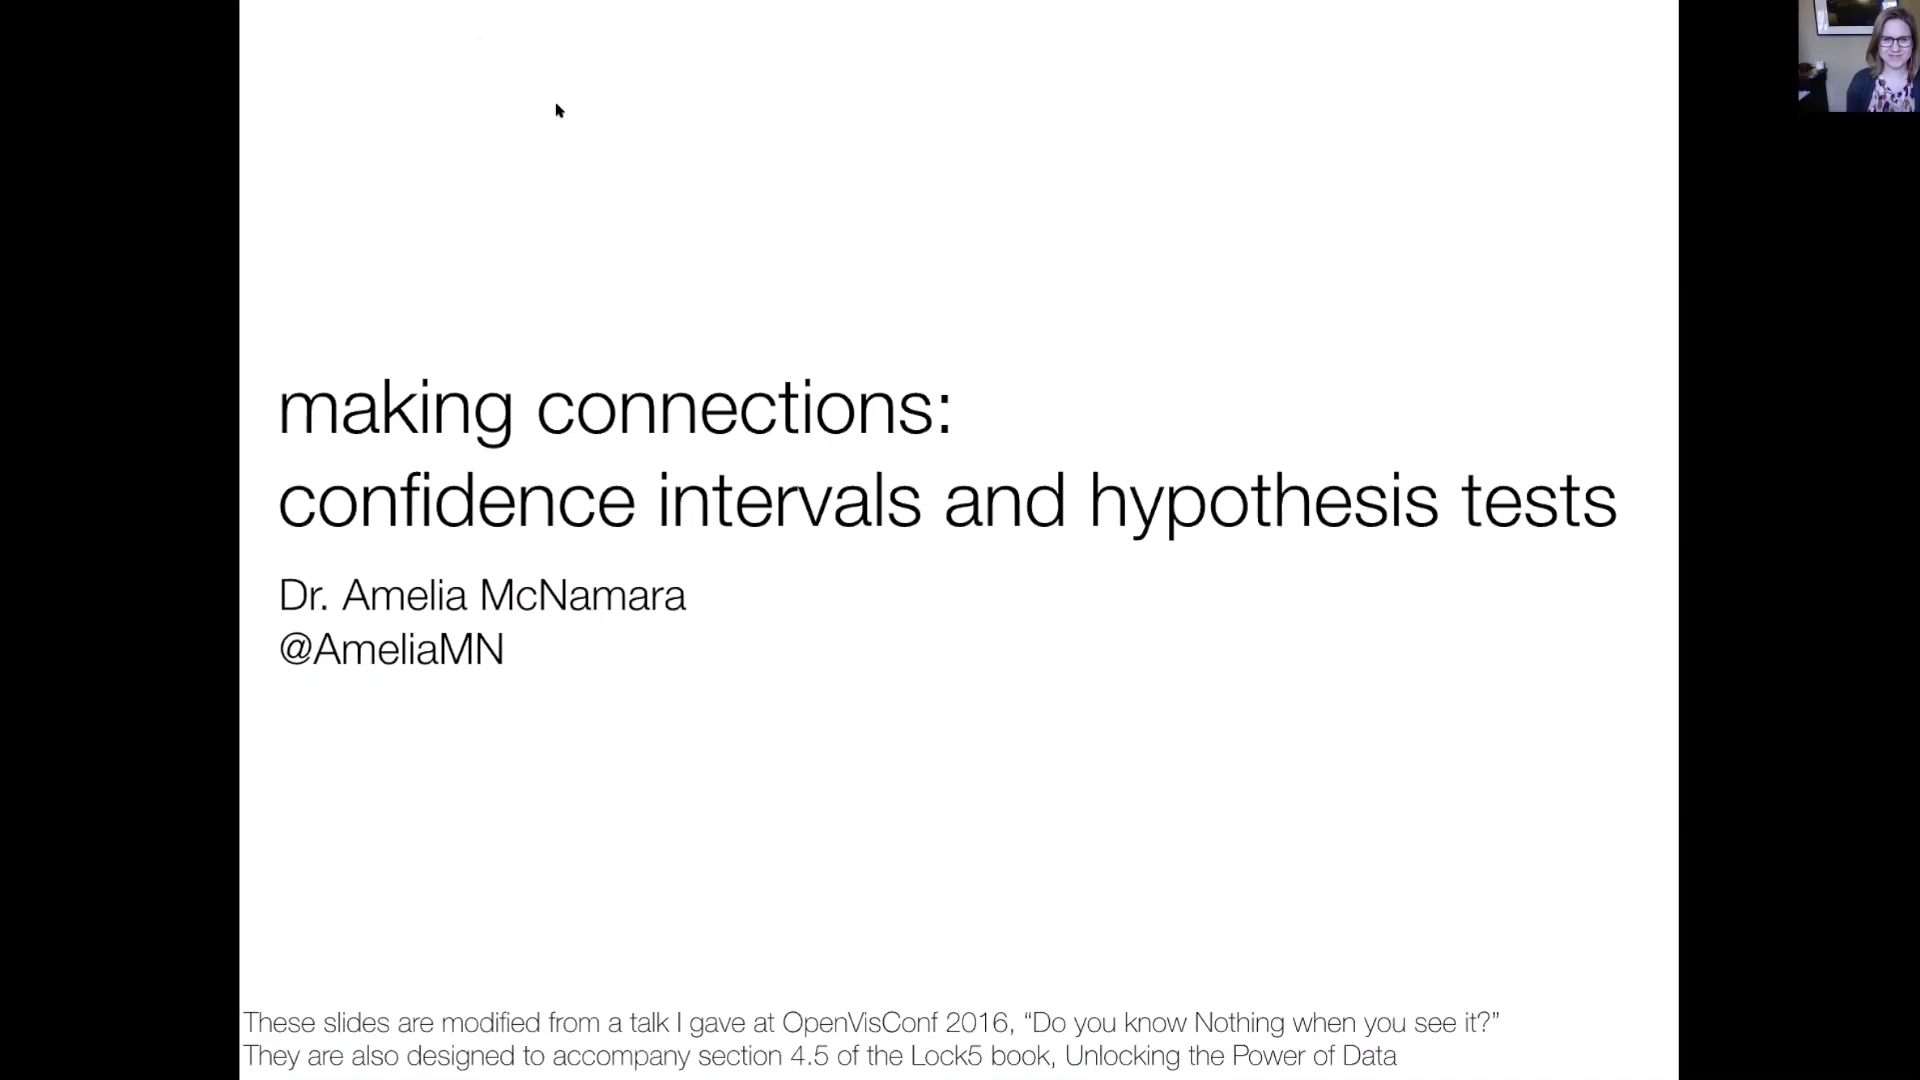 making connections:
confidence intervals and hypothesis tests
Dr. Amelia McNamara
@AmeliaMN
These slides are modified from a talk I gave at OpenVisConf 2016, “Do you know Nothing when you see it?”
They are also designed to accompany section 4.5 of the Lock5 book, Unlocking the Power of Data